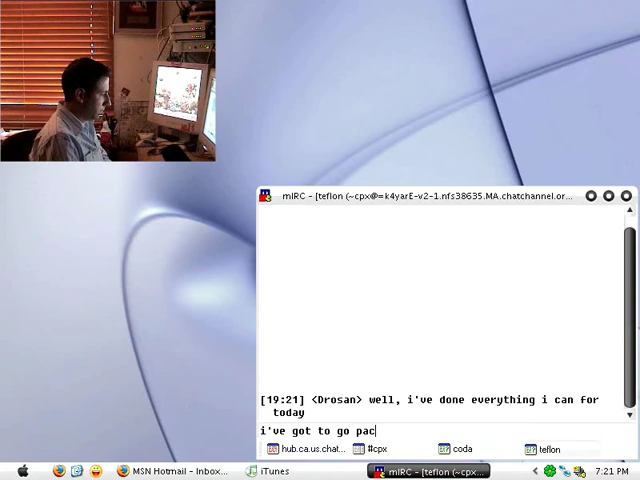 mIRC - [teflon (~cpx@=k4yarE-v2-1.nfs38635.MA.chatchannel.or...
[19:21] <Drosan> well, i've done everything i can for
today
i've got to go pac
hub.ca.us.chat... #cpx coda teflon
MSN Hotmail - Inbox... iTunes mIRC - [teflon (~cpx... 7:21 PM